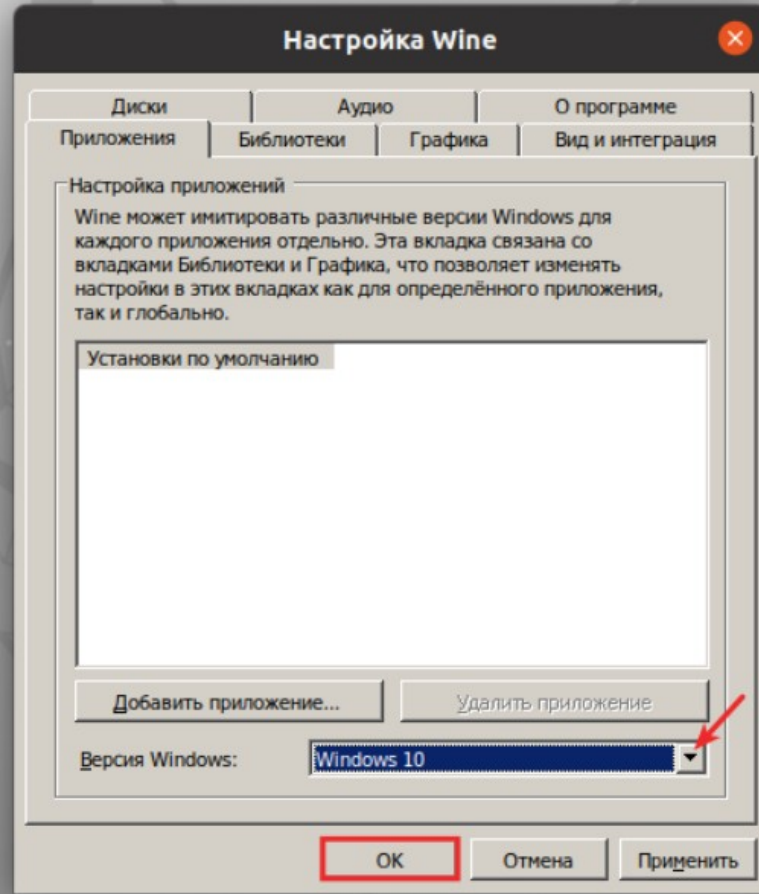 Настройка Wine
Диски
Аудио
О программе
Приложения
Библиотеки
Графика
Вид и интеграция
Настройка приложений
Wine может имитировать различные версии Windows для
каждого приложения отдельно. Эта вкладка связана со
вкладками Библиотеки и Графика, что позволяет изменять
настройки в этих вкладках как для определённого приложения,
так и глобально.
Установки по умолчанию
Добавить приложение...
Удалить приложение
Версия Windows:
Windows 10
OK
Отмена
Применить